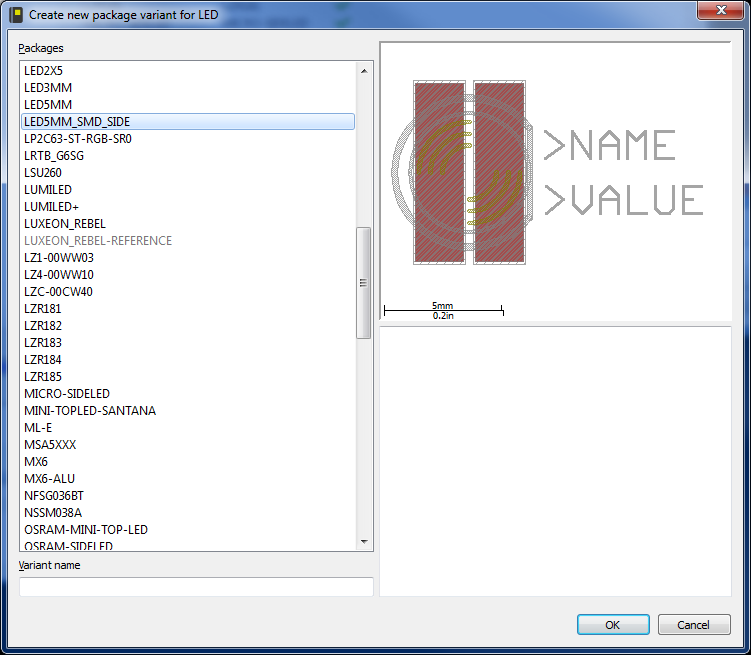 Create new package variant for LED
Packages
LED2X5
LED3MM
LED5MM
LED5MM_SMD_SIDE
LP2C63-ST-RGB-SR0
LRTB_G6SG
LSU260
LUMILED
LUMILED+
LUXEON_REBEL
LUXEON_REBEL-REFERENCE
LZ1-00WW03
LZ4-00WW10
LZC-00CW40
LZR181
LZR182
LZR183
LZR184
LZR185
MICRO-SIDELED
MINI-TOPLED-SANTANA
ML-E
MSA5XXX
MX6
MX6-ALU
NFSG036BT
NSSM038A
OSRAM-MINI-TOP-LED
OSRAM-SIDELED
Variant name
>NAME
>VALUE
5mm
0.2in
OK
Cancel